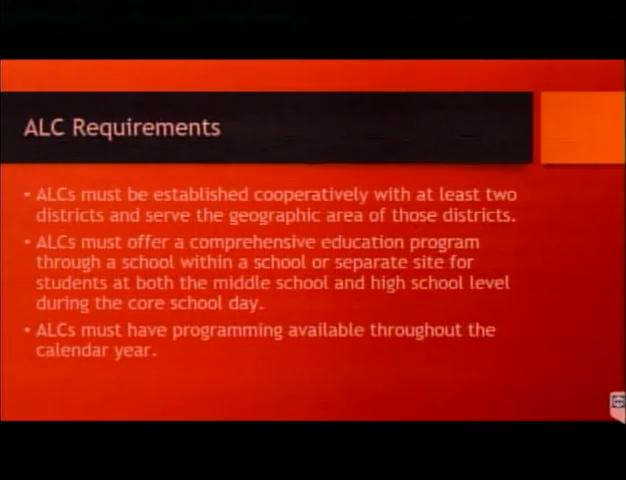 ALC Requirements
• ALCs must be established cooperatively with at least two
districts and serve the geographic area of those districts.
• ALCs must offer a comprehensive education program
through a school within a school or separate site for
students at both the middle school and high school level
during the core school day.
• ALCs must have programming available throughout the
calendar year.